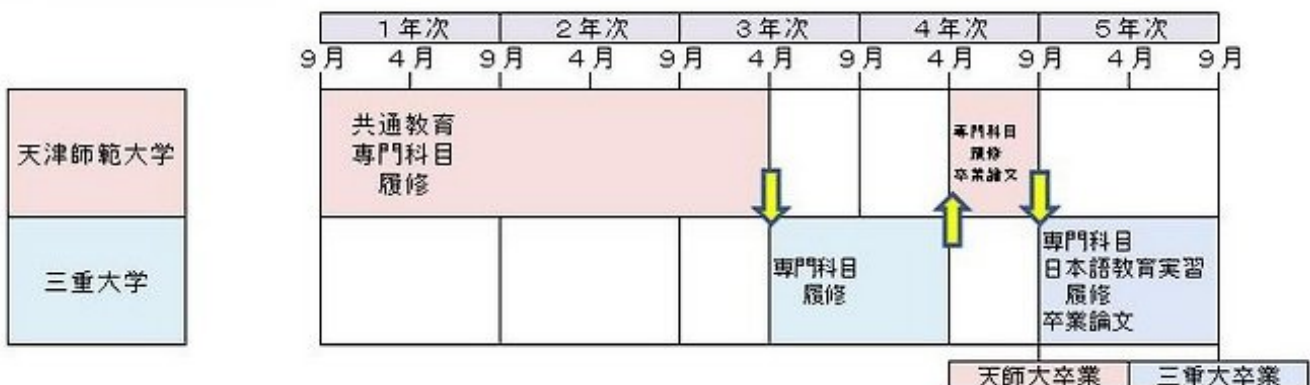 1年次 2年次 3年次 4年次 5年次
9月 4月 9月 4月 9月 4月 9月 4月 9月 4月 9月
天津師範大学
共通教育
専門科目
履修
専門科目
履修
卒業論文
三重大学
専門科目
履修
専門科目
日本語教育実習
履修
卒業論文
天師大卒業 三重大卒業